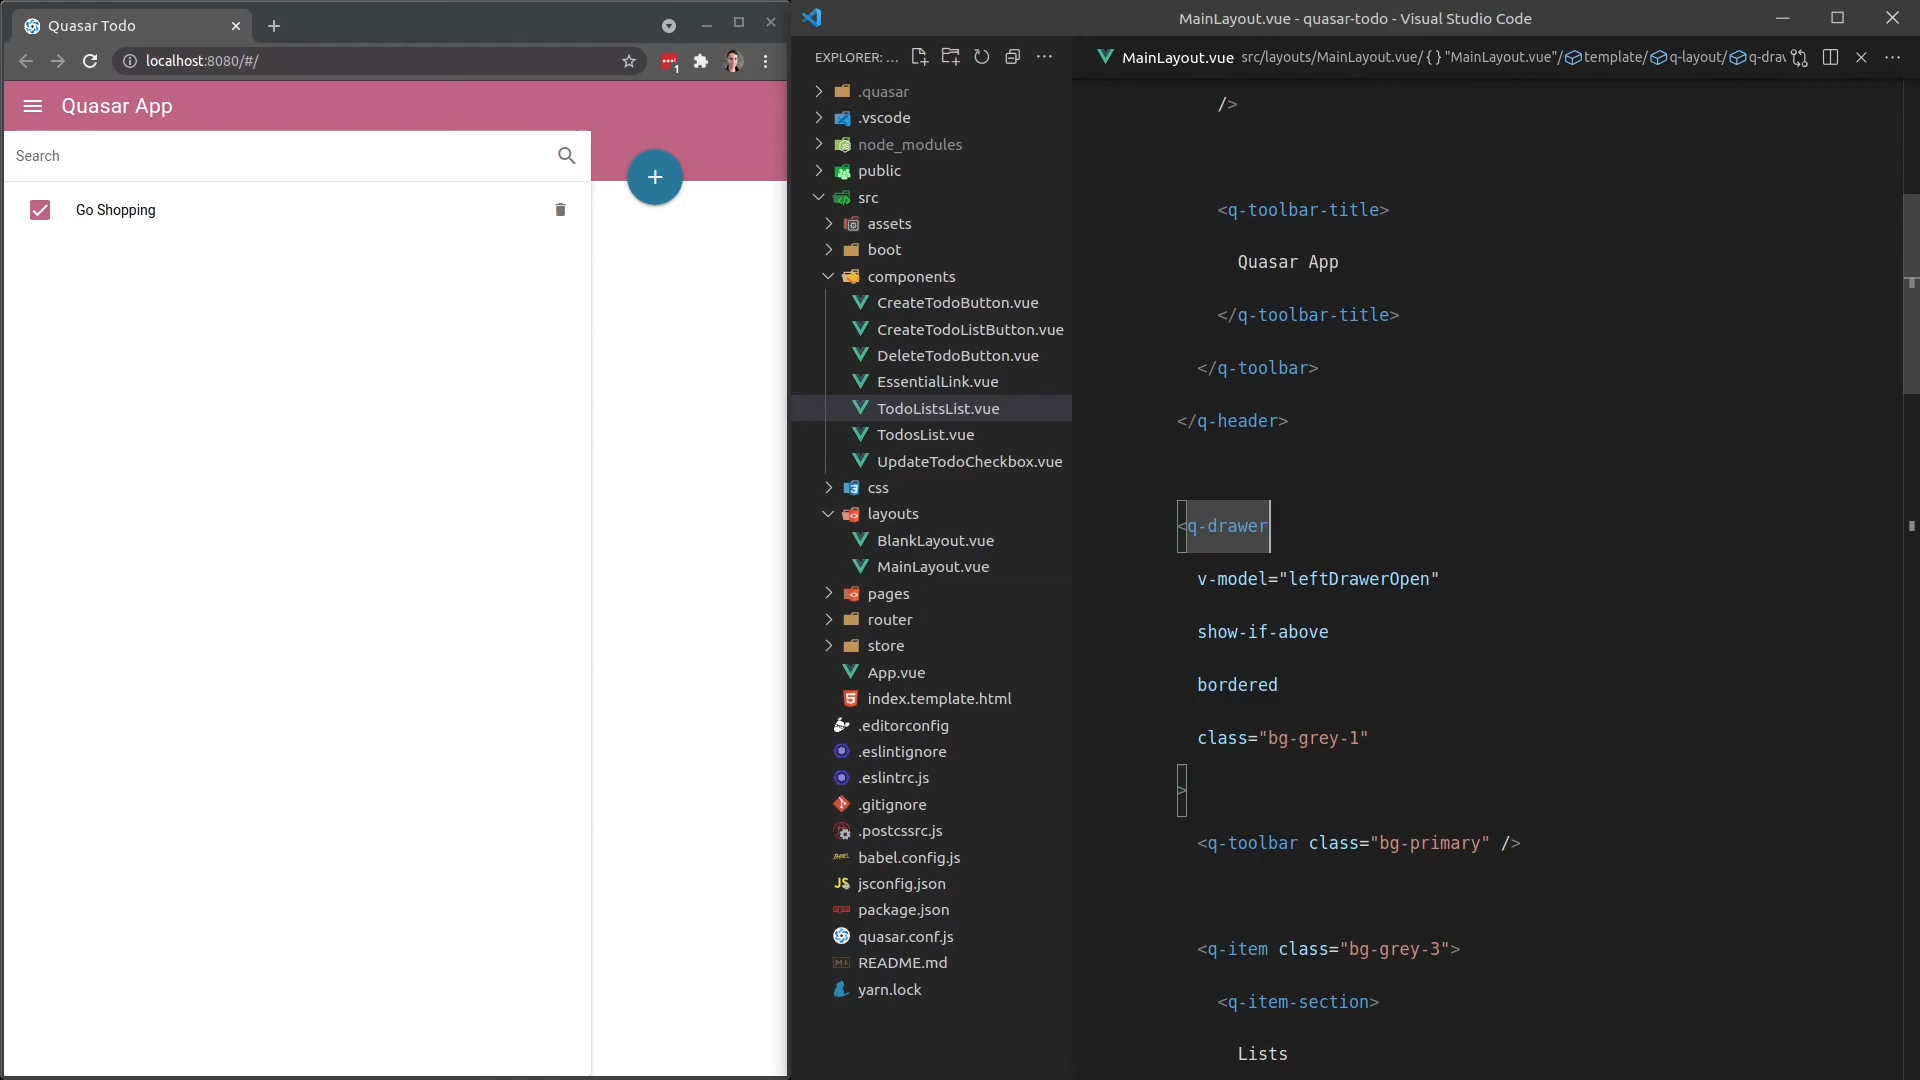 Quasar Todo
localhost:8080/#/
1
Quasar App
Search
+
Go Shopping
MainLayout.vue - quasar-todo - Visual Studio Code
EXPLORER: ...
.quasar
.vscode
node_modules
public
src
assets
boot
components
CreateTodoButton.vue
CreateTodoListButton.vue
DeleteTodoButton.vue
EssentialLink.vue
TodoListsList.vue
TodosList.vue
UpdateTodoCheckbox.vue
css
layouts
BlankLayout.vue
MainLayout.vue
pages
router
store
App.vue
index.template.html
.editorconfig
.eslintignore
.eslintrc.js
.gitignore
.postcssrc.js
babel.config.js
jsconfig.json
package.json
quasar.conf.js
README.md
yarn.lock
MainLayout.vue src/layouts/MainLayout.vue/{ } "MainLayout.vue"/ template/ q-layout/ q-drav
/>
<q-toolbar-title>
Quasar App
</q-toolbar-title>
</q-toolbar>
</q-header>
<q-drawer
v-model="leftDrawerOpen"
show-if-above
bordered
class="bg-grey-1"
>
<q-toolbar class="bg-primary" />
<q-item class="bg-grey-3">
<q-item-section>
Lists